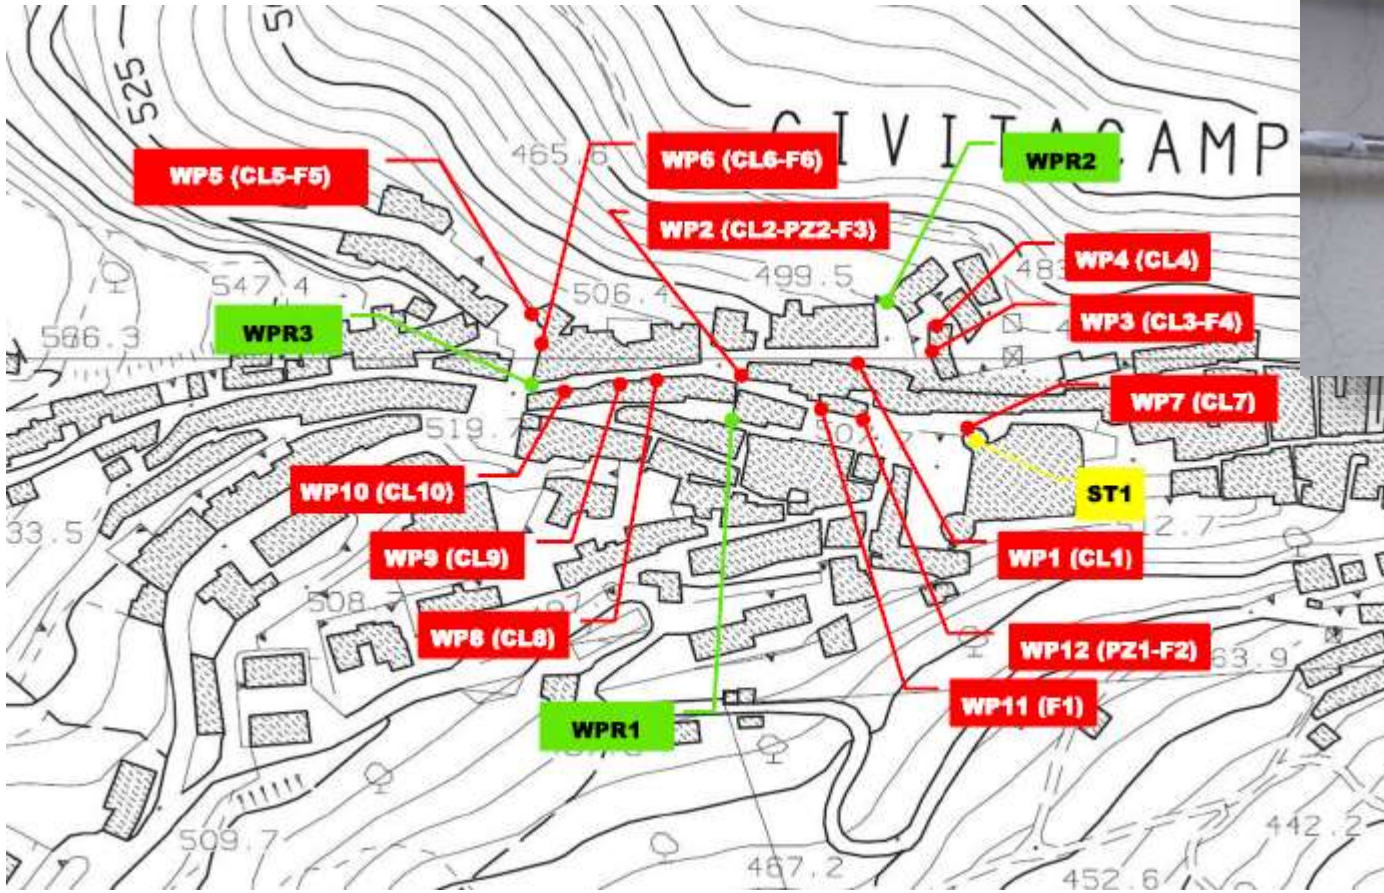 525
CIVITACAMP
465.6
WP5 (CL5-F5)
WP6 (CL6-F6)
WPR2
WP2 (CL2-PZ2-F3)
WP4 (CL4)
547.4
506.4
499.5
WPR3
WP3 (CL3-F4)
WP7 (CL7)
519.7
WP10 (CL10)
ST1
33.5
WP9 (CL9)
WP1 (CL1)
2.7
508.7
WP8 (CL8)
WP12 (PZ1-F2)
63.9
WPR1
WP11 (F1)
509.7
467.2
442.2
452.6